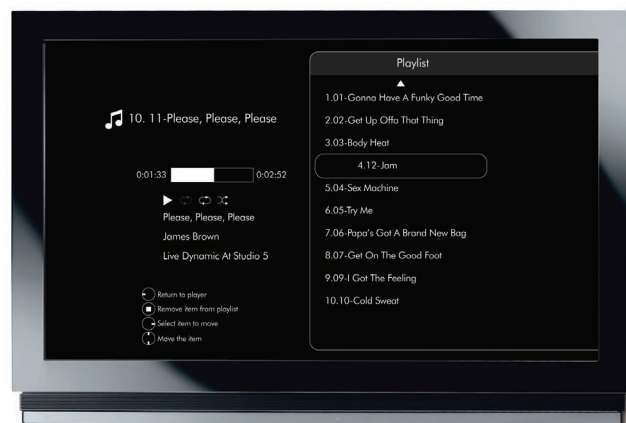 10. 11-Please, Please, Please
0:01:33
0:02:52
Please, Please, Please
James Brown
Live Dynamic At Studio 5
Return to player
Remove item from playlist
Select item to move
Move the item
Playlist
1.01-Gonna Have A Funky Good Time
2.02-Get Up Offa That Thing
3.03-Body Heat
4.12-Jam
5.04-Sex Machine
6.05-Try Me
7.06-Papa's Got A Brand New Bag
8.07-Get On The Good Foot
9.09-I Got The Feeling
10.10-Cold Sweat